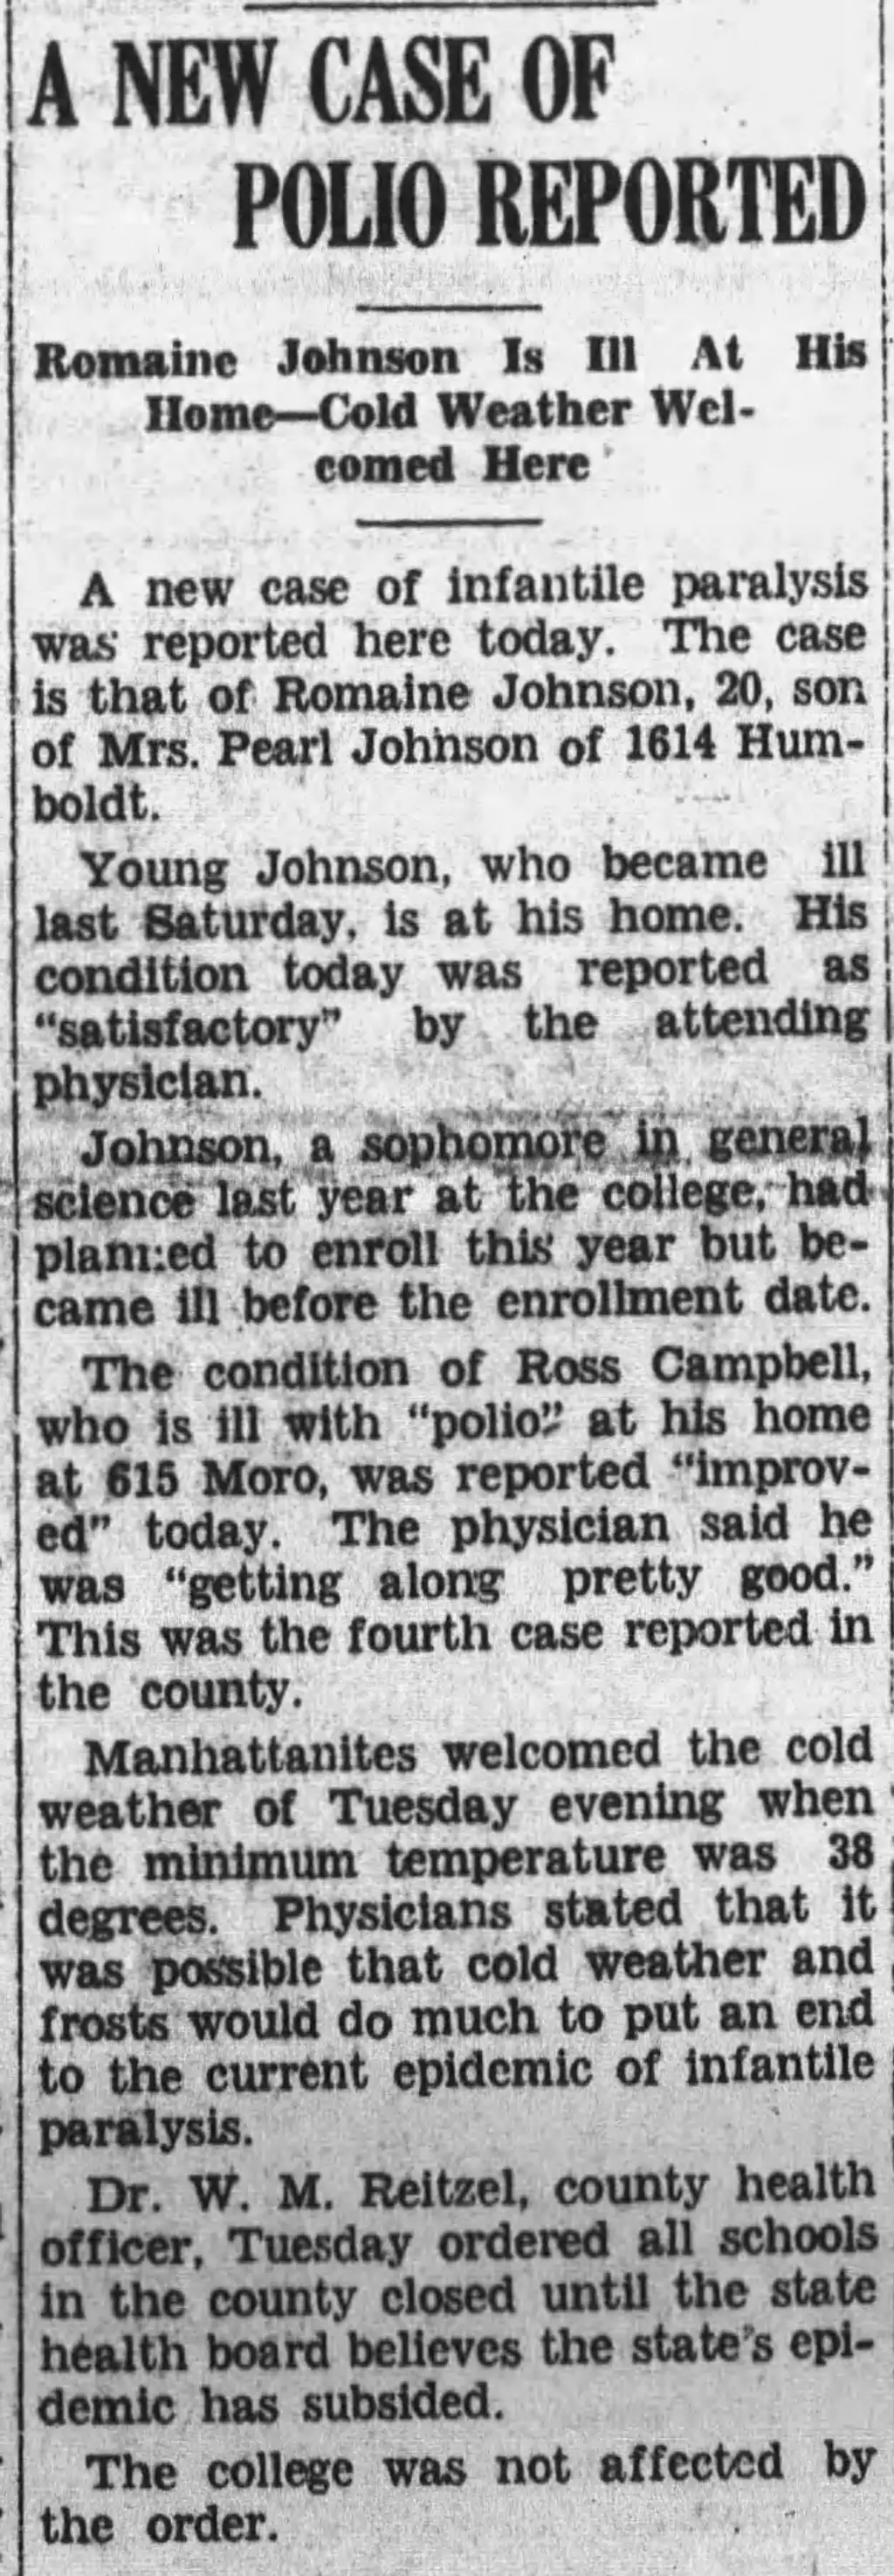 A NEW CASE OF
POLIO REPORTED
Romaine Johnson Is Ill At His
Home—Cold Weather Wel-
comed Here
A new case of infantile paralysis
was reported here today. The case
is that of Romaine Johnson, 20, son
of Mrs. Pearl Johnson of 1614 Hum-
boldt.
Young Johnson, who became ill
last Saturday, is at his home. His
condition today was reported as
“satisfactory” by the attending
physician.
Johnson, a sophomore in general
science last year at the college, had
planned to enroll this year but be-
came ill before the enrollment date.
The condition of Ross Campbell,
who is ill with “polio” at his home
at 615 Moro, was reported “improv-
ed” today. The physician said he
was “getting along pretty good.”
This was the fourth case reported in
the county.
Manhattanites welcomed the cold
weather of Tuesday evening when
the minimum temperature was 38
degrees. Physicians stated that it
was possible that cold weather and
frosts would do much to put an end
to the current epidemic of infantile
paralysis.
Dr. W. M. Reitzel, county health
officer, Tuesday ordered all schools
in the county closed until the state
health board believes the state's epi-
demic has subsided.
The college was not affected by
the order.